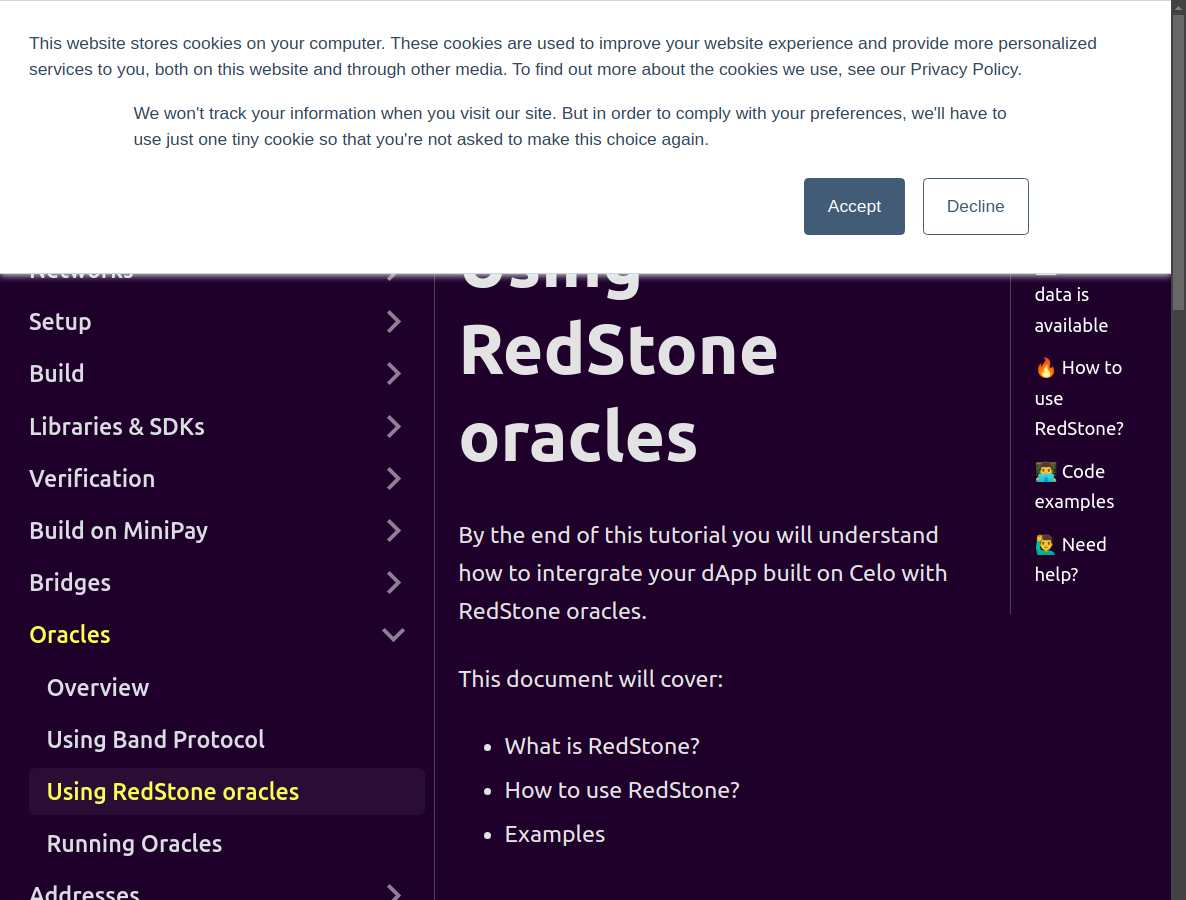 This website stores cookies on your computer. These cookies are used to improve your website experience and provide more personalized
services to you, both on this website and through other media. To find out more about the cookies we use, see our Privacy Policy.
We won't track your information when you visit our site. But in order to comply with your preferences, we'll have to
use just one tiny cookie so that you're not asked to make this choice again.
Accept
Decline
Networks
Setup
Build
Libraries & SDKs
Verification
Build on MiniPay
Bridges
Oracles
Overview
Using Band Protocol
Using RedStone oracles
Running Oracles
Addresses
Using
RedStone
oracles
By the end of this tutorial you will understand
how to intergrate your dApp built on Celo with
RedStone oracles.
This document will cover:
• What is RedStone?
• How to use RedStone?
• Examples
data is
available
🔥 How to
use
RedStone?
👨‍💻 Code
examples
🙋‍♂️ Need
help?